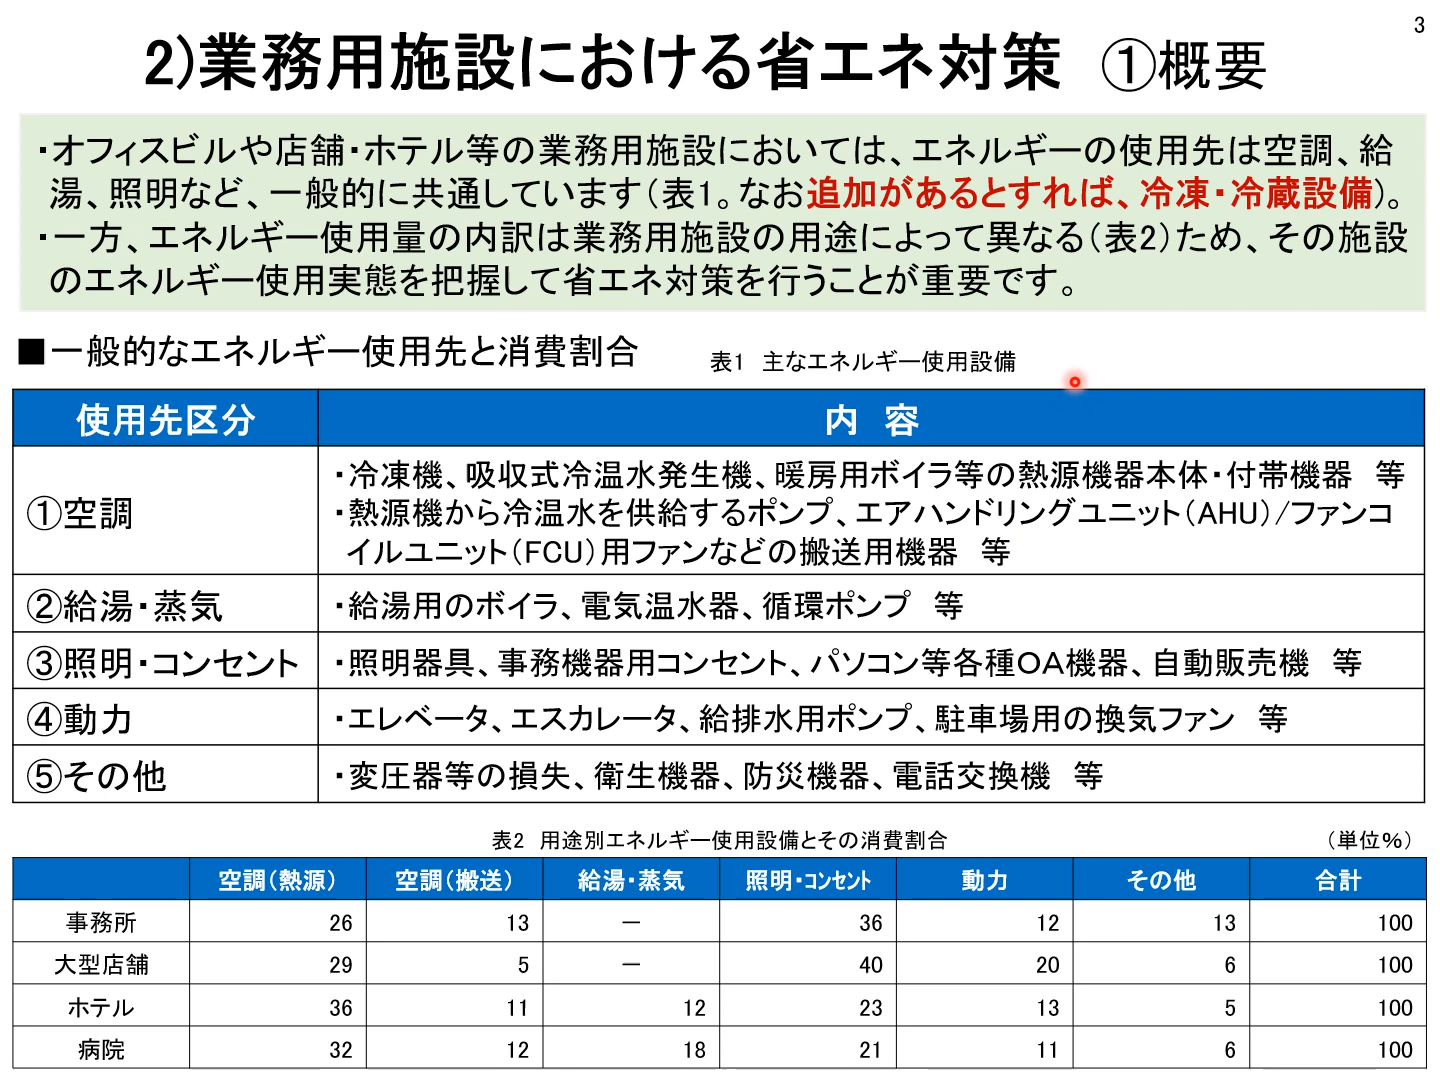 3
2)業務用施設における省エネ対策　①概要
・オフィスビルや店舗・ホテル等の業務用施設においては、エネルギーの使用先は空調、給
湯、照明など、一般的に共通しています（表1。なお追加があるとすれば、冷凍・冷蔵設備）。
・一方、エネルギー使用量の内訳は業務用施設の用途によって異なる（表2）ため、その施設
のエネルギー使用実態を把握して省エネ対策を行うことが重要です。
■一般的なエネルギー使用先と消費割合
表1　主なエネルギー使用設備
使用先区分　内　容
①空調
・冷凍機、吸収式冷温水発生機、暖房用ボイラ等の熱源機器本体・付帯機器　等
・熱源機から冷温水を供給するポンプ、エアハンドリングユニット（AHU）/ファンコ
イルユニット（FCU）用ファンなどの搬送用機器　等
②給湯・蒸気　・給湯用のボイラ、電気温水器、循環ポンプ　等
③照明・コンセント　・照明器具、事務機器用コンセント、パソコン等各種OA機器、自動販売機　等
④動力　・エレベータ、エスカレータ、給排水用ポンプ、駐車場用の換気ファン　等
⑤その他　・変圧器等の損失、衛生機器、防災機器、電話交換機　等
表2　用途別エネルギー使用設備とその消費割合　（単位%）
空調（熱源）　空調（搬送）　給湯・蒸気　照明・コンセント　動力　その他　合計
事務所　26　13　－　36　12　13　100
大型店舗　29　5　－　40　20　6　100
ホテル　36　11　12　23　13　5　100
病院　32　12　18　21　11　6　100